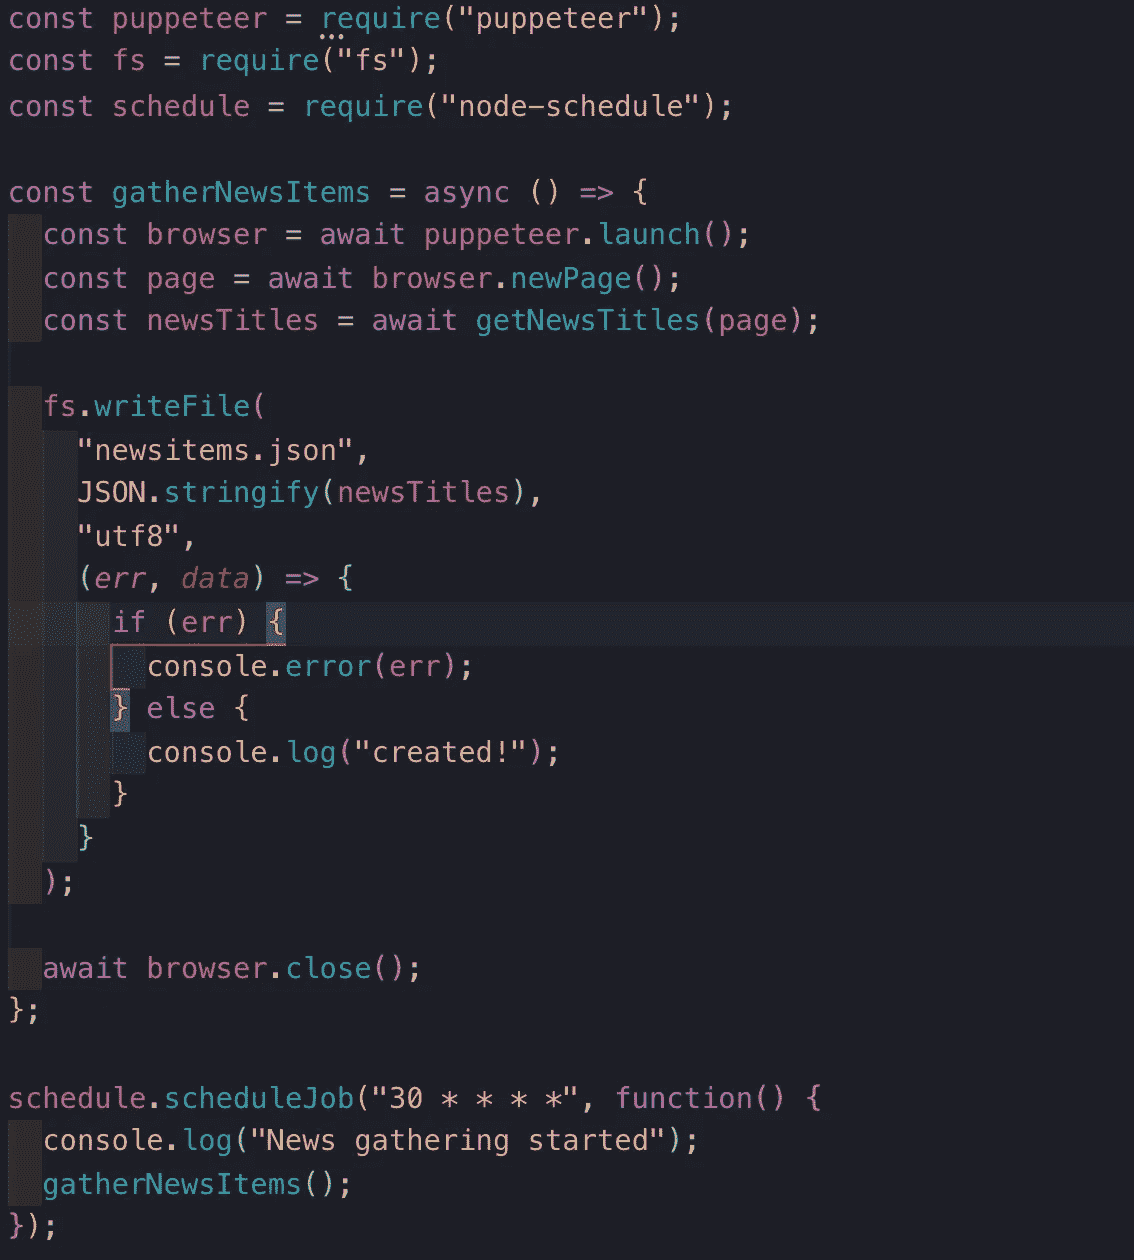 const puppeteer = require("puppeteer");
const fs = require("fs");
const schedule = require("node-schedule");

const gatherNewsItems = async () => {
  const browser = await puppeteer.launch();
  const page = await browser.newPage();
  const newsTitles = await getNewsTitles(page);

  fs.writeFile(
    "newsitems.json",
    JSON.stringify(newsTitles),
    "utf8",
    (err, data) => {
      if (err) {
        console.error(err);
      } else {
        console.log("created!");
      }
    }
  );

  await browser.close();
};

schedule.scheduleJob("30 * * * *", function() {
  console.log("News gathering started");
  gatherNewsItems();
});